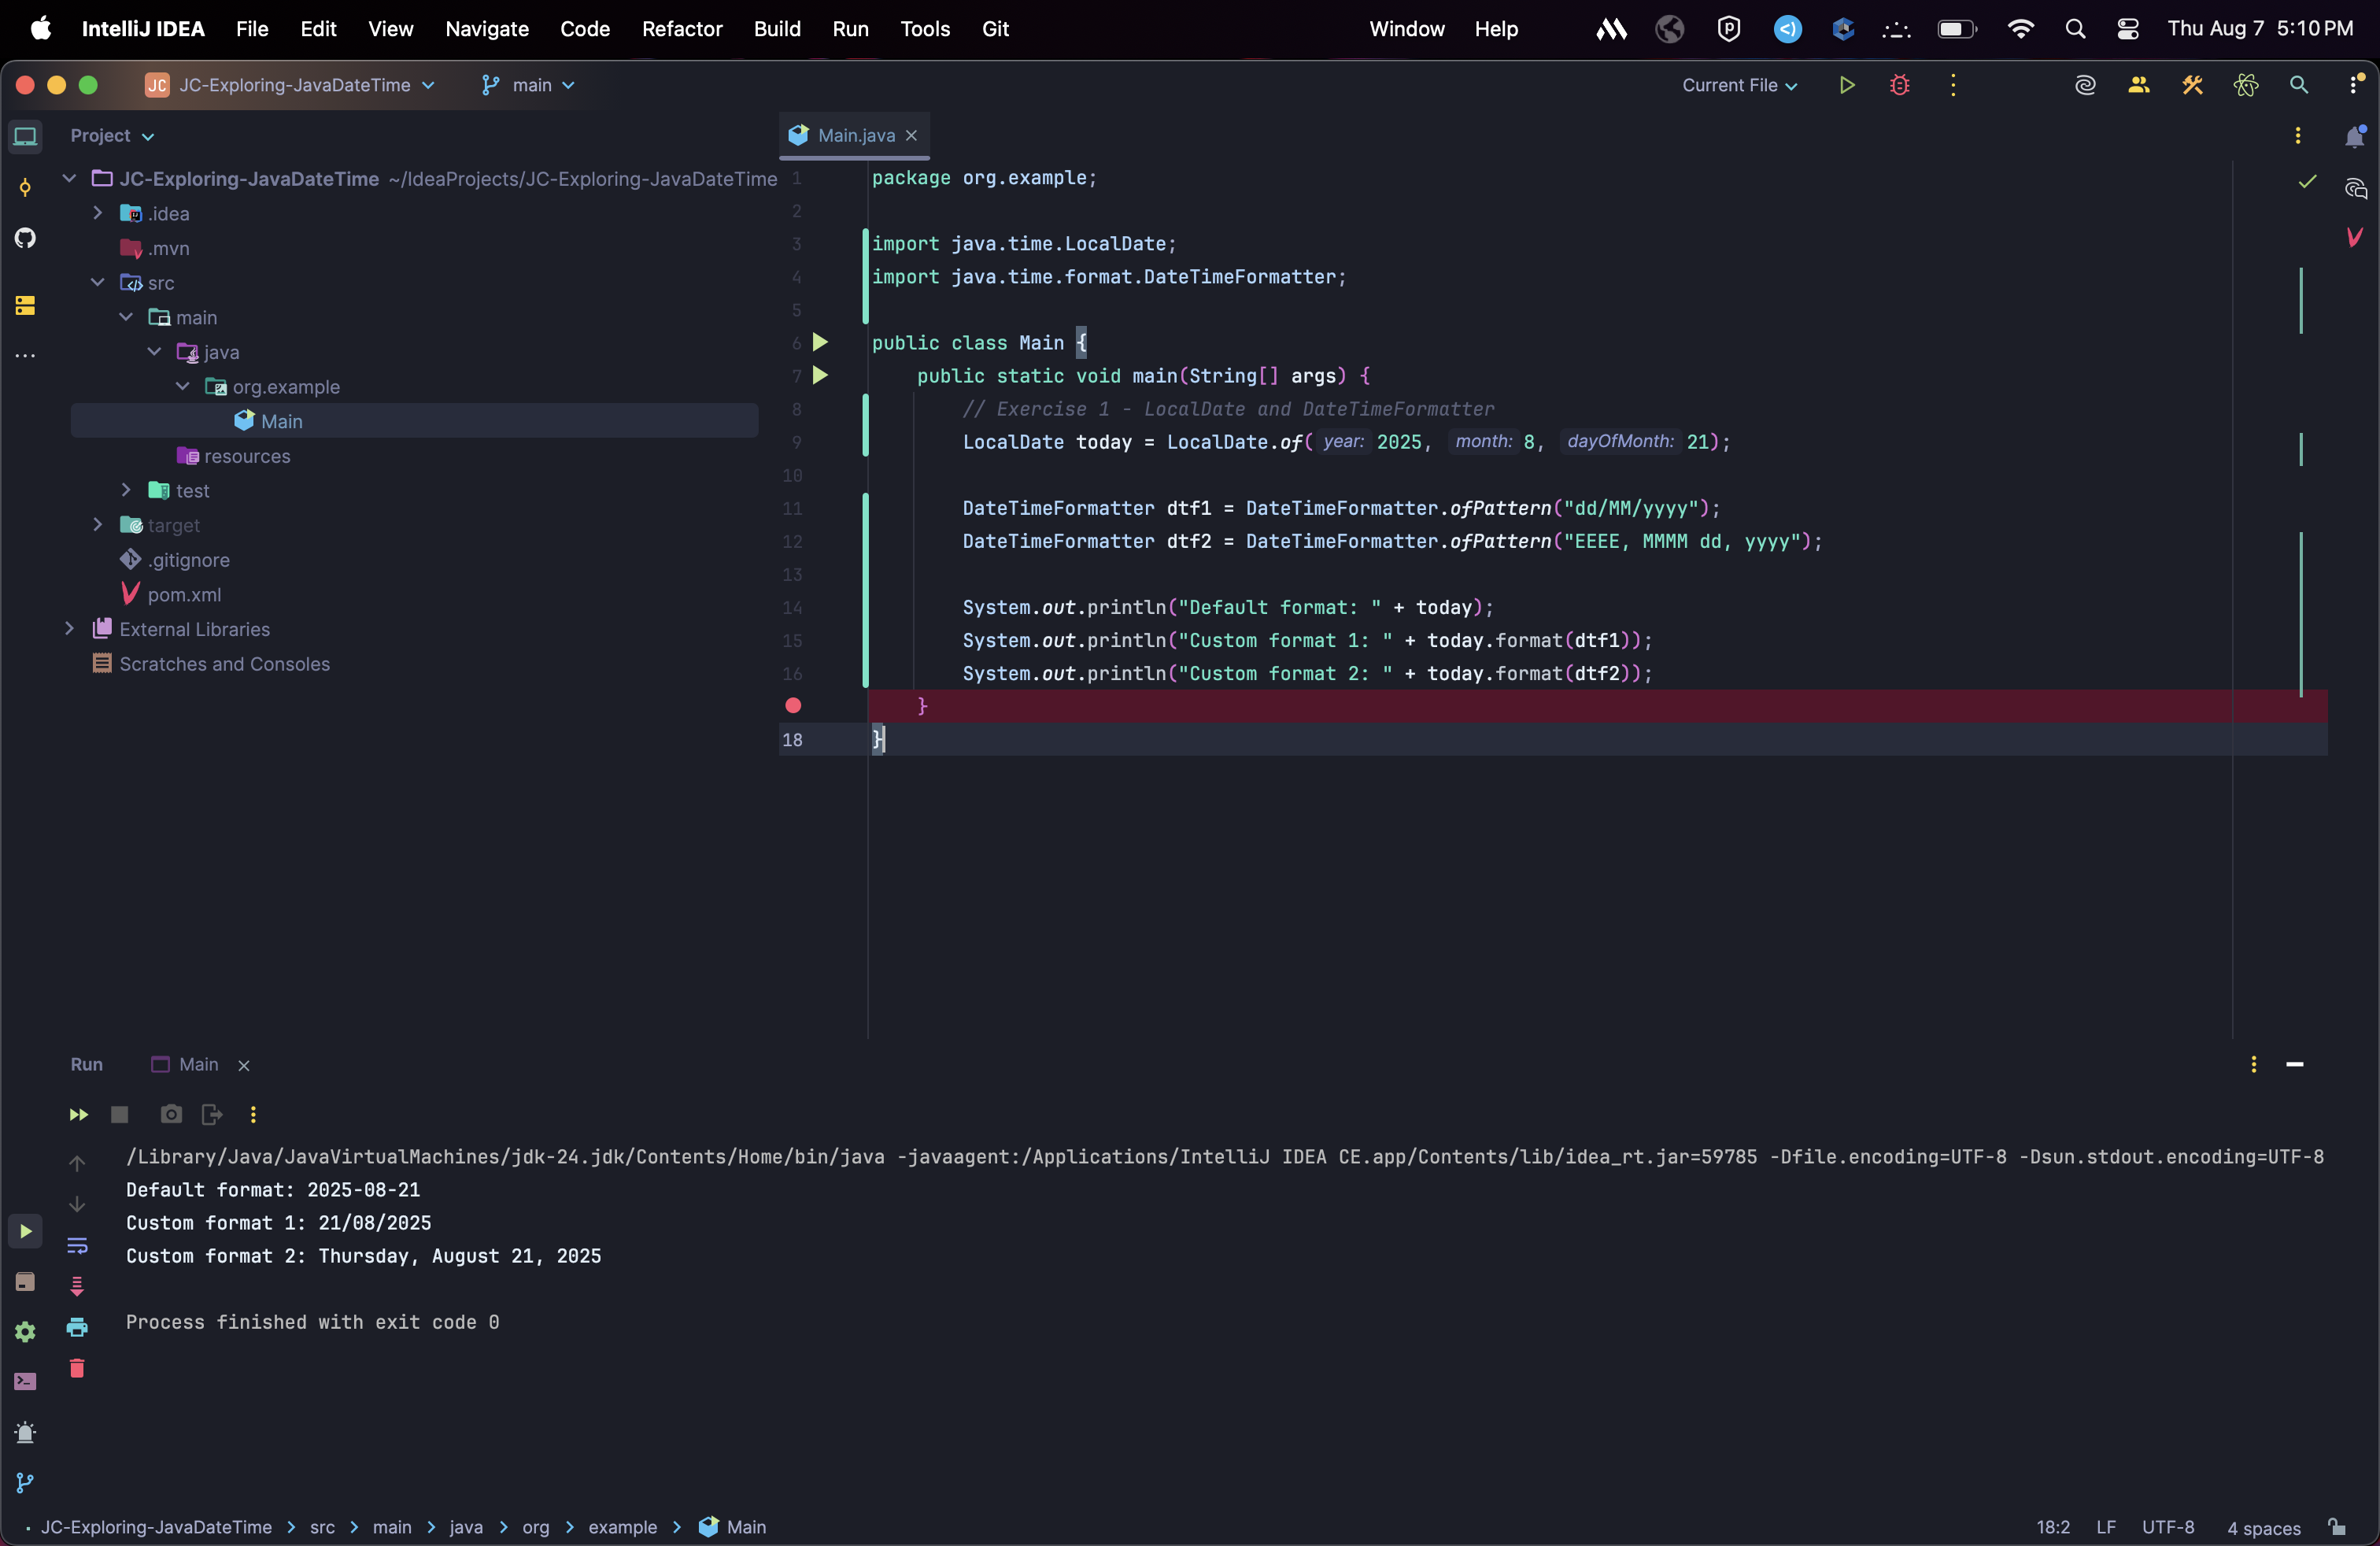 IntelliJ IDEA File Edit View Navigate Code Refactor Build Run Tools Git Window Help Thu Aug 7 5:10 PM
JC JC-Exploring-JavaDateTime main Current File
Project
Main.java
JC-Exploring-JavaDateTime ~/IdeaProjects/JC-Exploring-JavaDateTime
.idea
.mvn
src
main
java
org.example
Main
resources
test
target
.gitignore
pom.xml
External Libraries
Scratches and Consoles
1 package org.example;
2
3 import java.time.LocalDate;
4 import java.time.format.DateTimeFormatter;
5
6 public class Main {
7 public static void main(String[] args) {
8 // Exercise 1 - LocalDate and DateTimeFormatter
9 LocalDate today = LocalDate.of( year: 2025, month: 8, dayOfMonth: 21);
10
11 DateTimeFormatter dtf1 = DateTimeFormatter.ofPattern("dd/MM/yyyy");
12 DateTimeFormatter dtf2 = DateTimeFormatter.ofPattern("EEEE, MMMM dd, yyyy");
13
14 System.out.println("Default format: " + today);
15 System.out.println("Custom format 1: " + today.format(dtf1));
16 System.out.println("Custom format 2: " + today.format(dtf2));
}
18 }
Run Main
/Library/Java/JavaVirtualMachines/jdk-24.jdk/Contents/Home/bin/java -javaagent:/Applications/IntelliJ IDEA CE.app/Contents/lib/idea_rt.jar=59785 -Dfile.encoding=UTF-8 -Dsun.stdout.encoding=UTF-8
Default format: 2025-08-21
Custom format 1: 21/08/2025
Custom format 2: Thursday, August 21, 2025
Process finished with exit code 0
JC-Exploring-JavaDateTime > src > main > java > org > example > Main 18:2 LF UTF-8 4 spaces